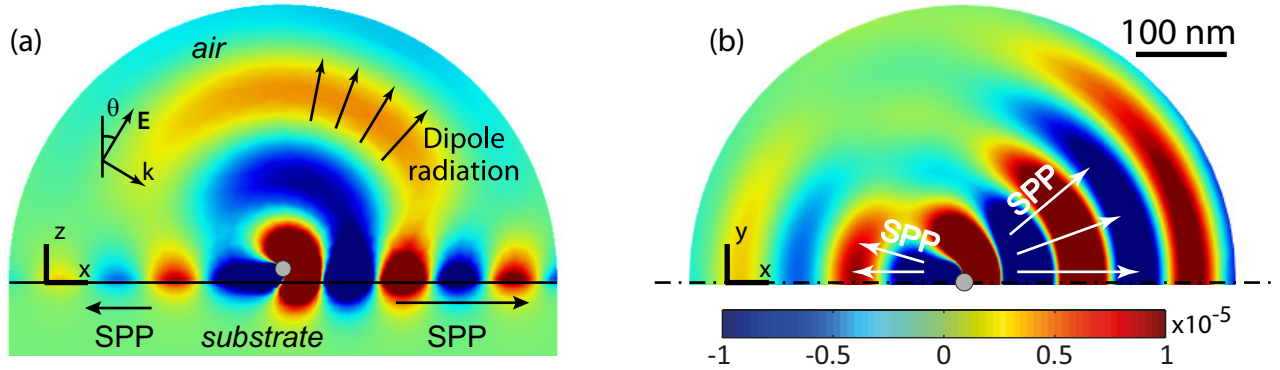 (a)
air
θ
E
k
Dipole
radiation
z
x
SPP
substrate
SPP
(b)
100 nm
SPP
SPP
y
x
x10⁻⁵
-1 -0.5 0 0.5 1